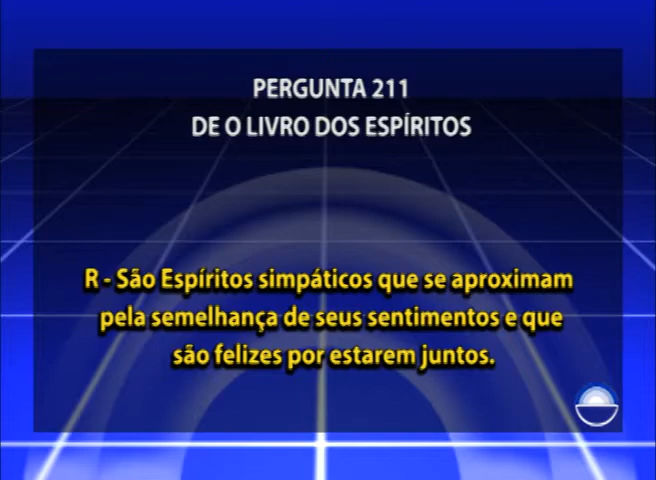 PERGUNTA 211
DE O LIVRO DOS ESPÍRITOS
R - São Espíritos simpáticos que se aproximam
pela semelhança de seus sentimentos e que
são felizes por estarem juntos.